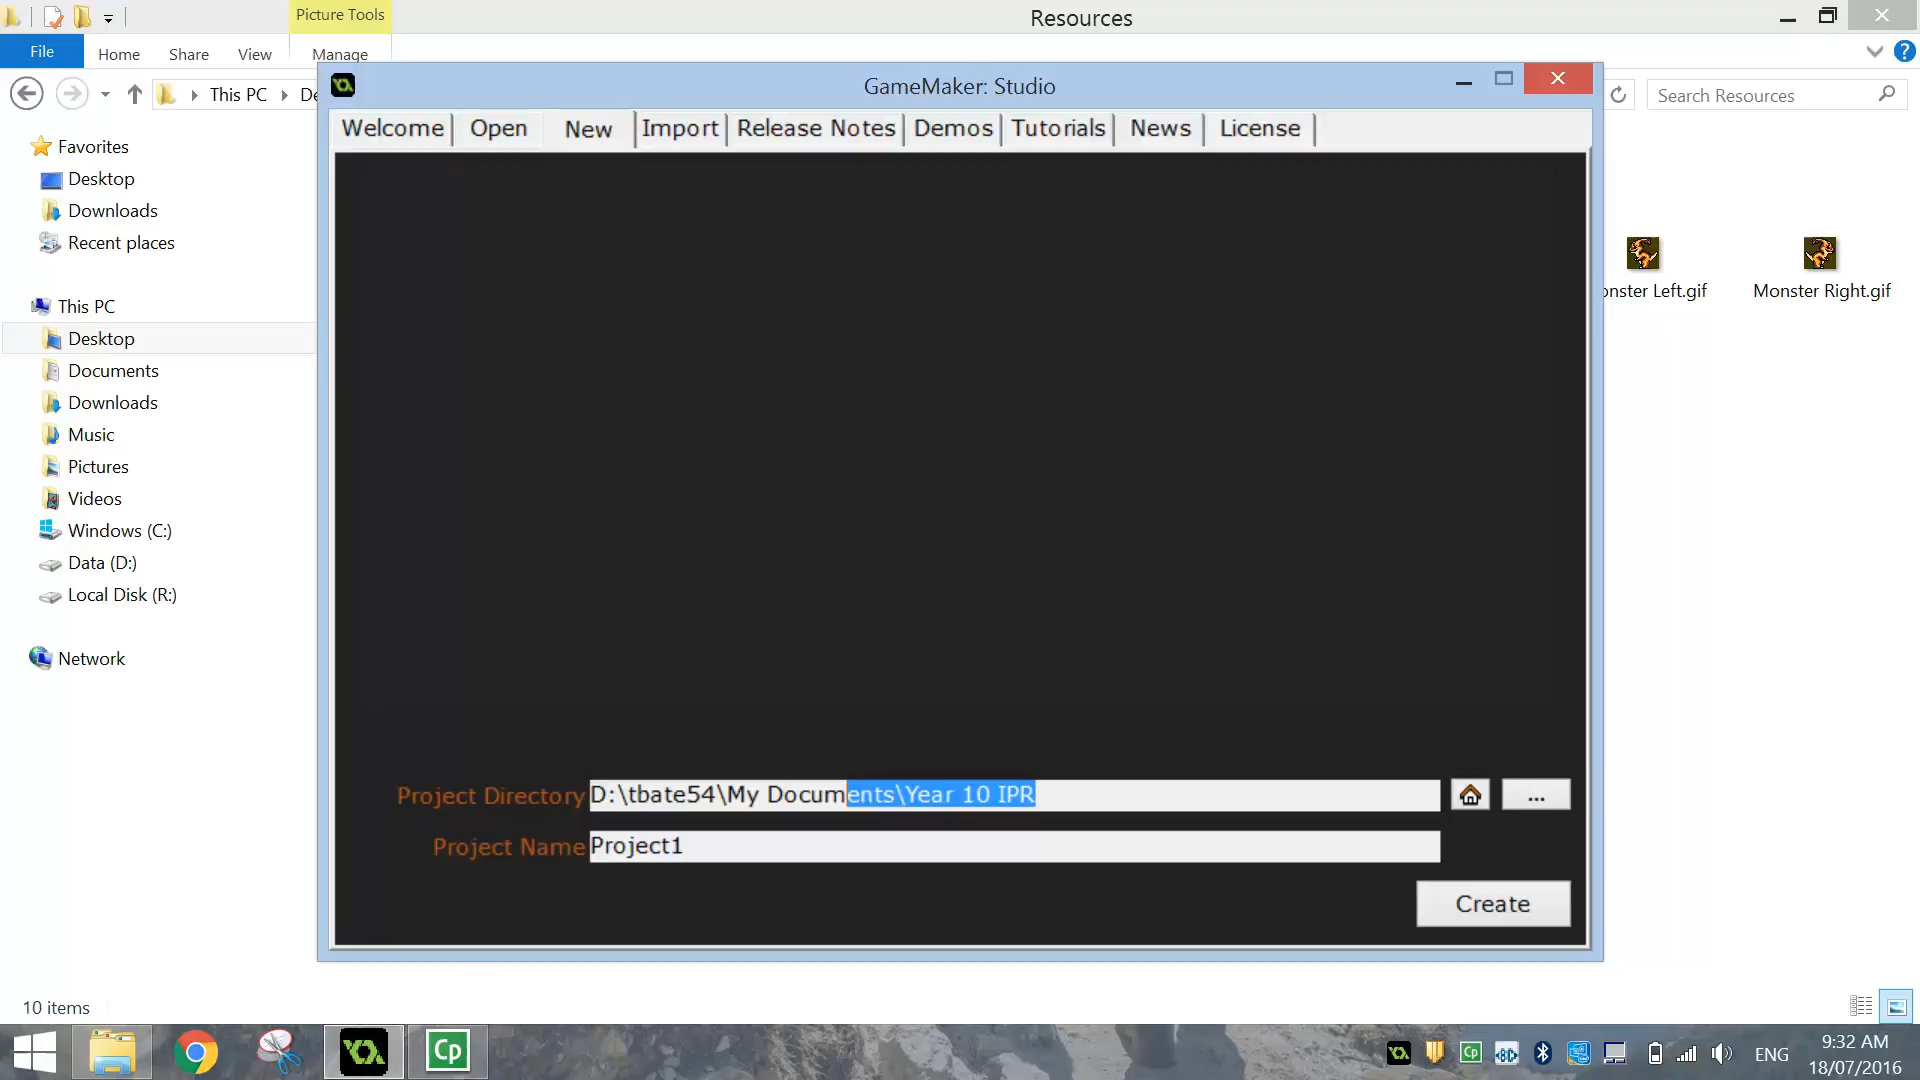 Picture Tools
Resources
File
Home
Share
View
Manage
This PC
Search Resources
GameMaker: Studio
Welcome
Open
New
Import
Release Notes
Demos
Tutorials
News
License
Favorites
Desktop
Downloads
Recent places
This PC
Desktop
Documents
Downloads
Music
Pictures
Videos
Windows (C:)
Data (D:)
Local Disk (R:)
Network
onster Left.gif
Monster Right.gif
Project Directory
D:\tbate54\My Documents\Year 10 IPR
...
Project Name
Project1
Create
10 items
Cp
Cp
ENG
9:32 AM
18/07/2016